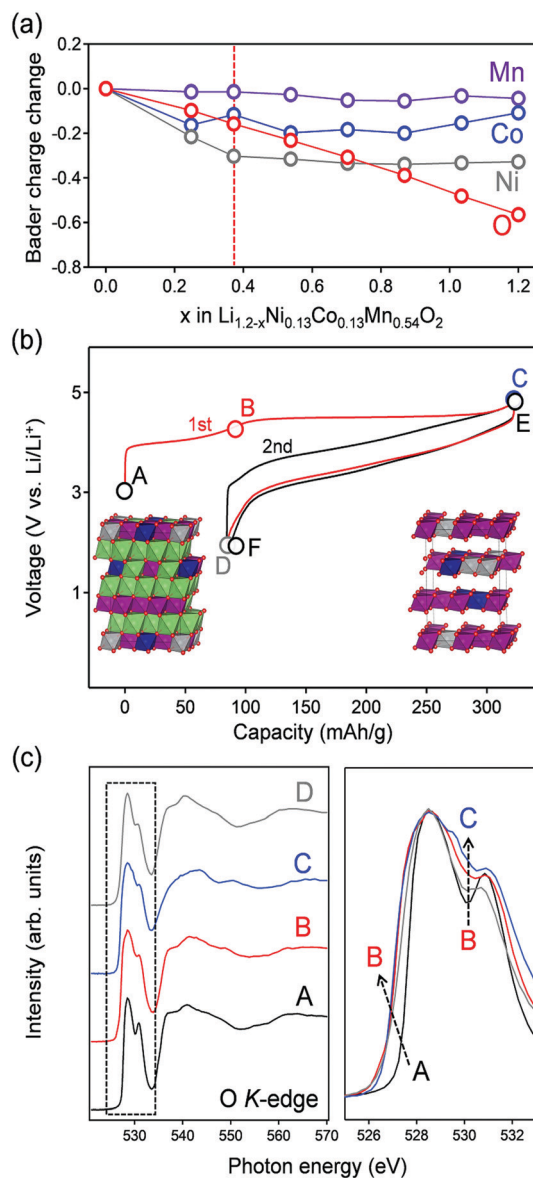 (a)
0.2
0.0
-0.2
-0.4
-0.6
-0.8
Bader charge change
Mn
Co
Ni
O
0.0 0.2 0.4 0.6 0.8 1.0 1.2
x in Li1.2-xNi0.13Co0.13Mn0.54O2
(b)
5
3
1
Voltage (V vs. Li/Li+)
1st
2nd
A
B
C
E
D
F
0 50 100 150 200 250 300
Capacity (mAh/g)
(c)
Intensity (arb. units)
D
C
B
A
O K-edge
530 540 550 560 570
C
B
B
A
526 528 530 532
Photon energy (eV)